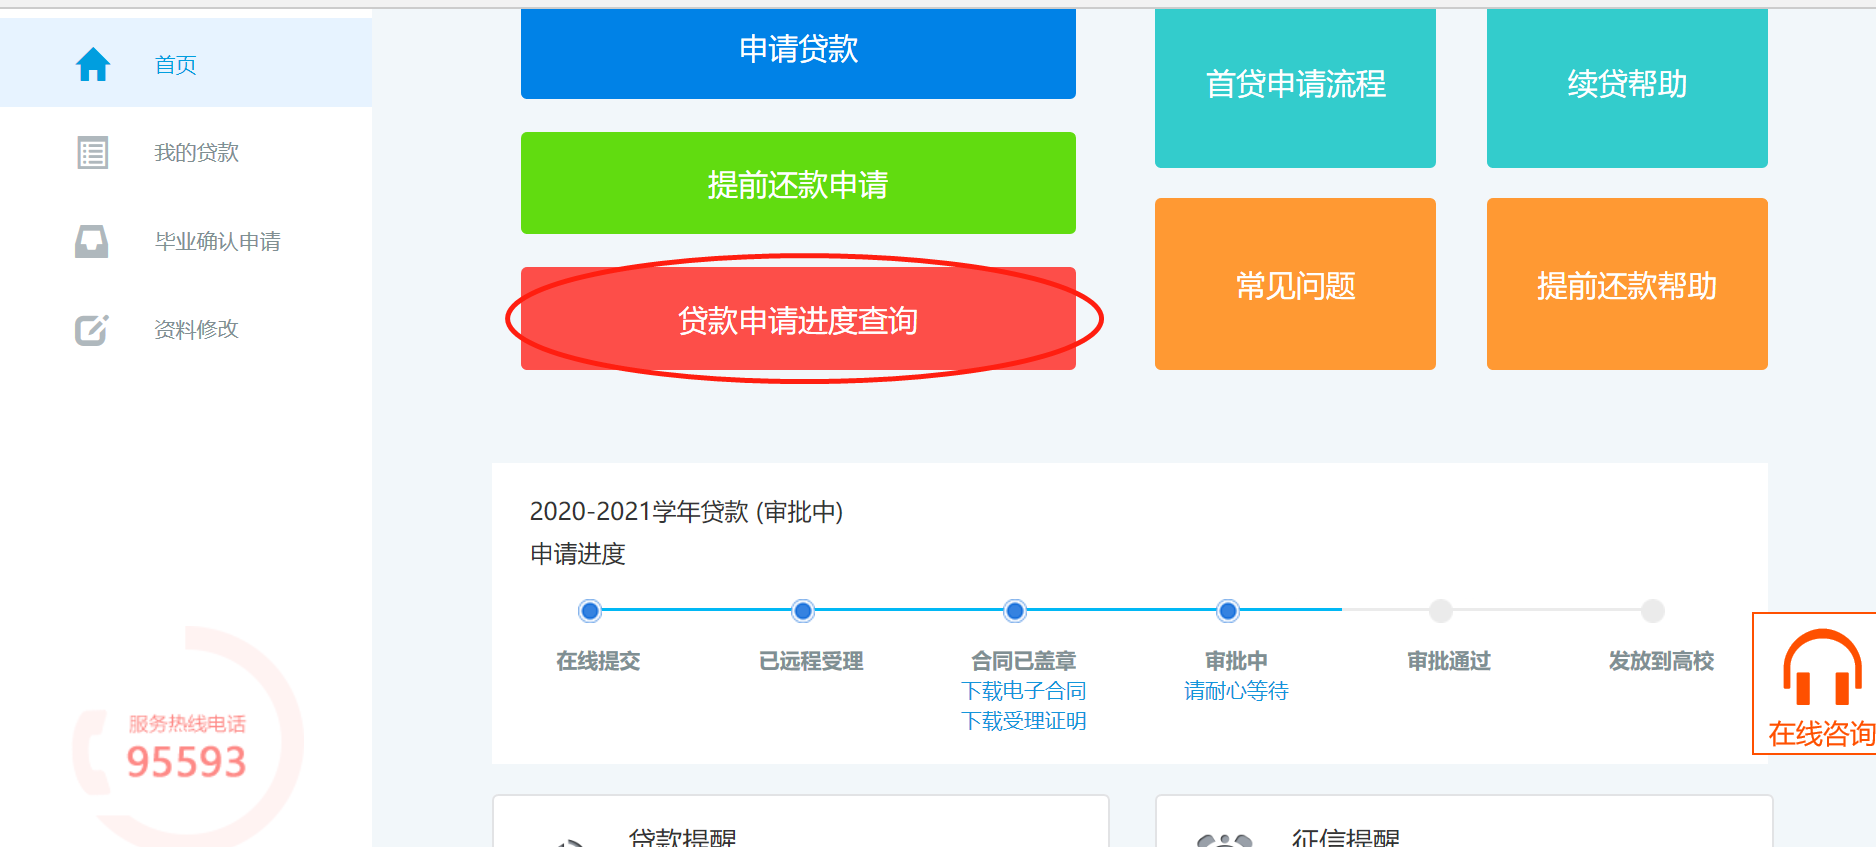 首页
我的贷款
毕业确认申请
资料修改
服务热线电话
95593
申请贷款
提前还款申请
贷款申请进度查询
首贷申请流程
续贷帮助
常见问题
提前还款帮助
2020-2021学年贷款 (审批中)
申请进度
在线提交
已远程受理
合同已盖章
下载电子合同
下载受理证明
审批中
请耐心等待
审批通过
发放到高校
在线咨询
贷款提醒
征信提醒